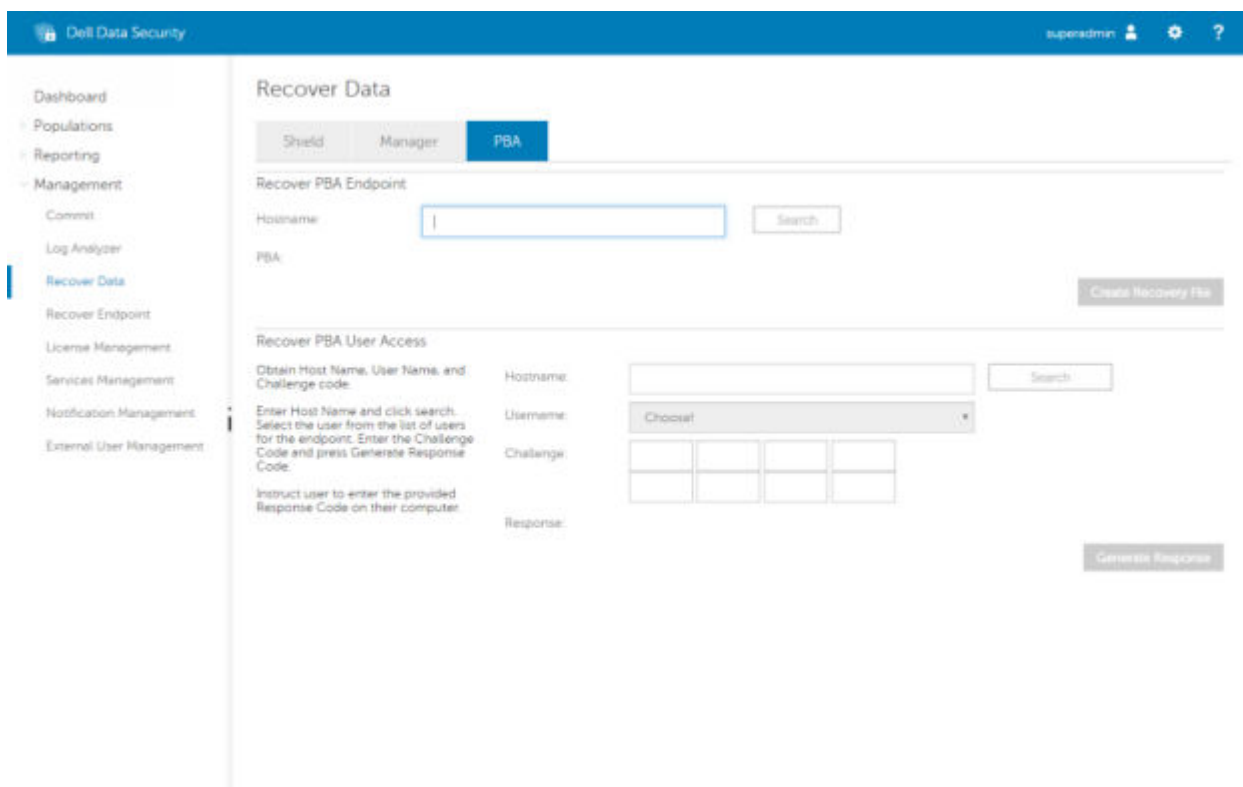 Dell Data Security
superadmin
?
Dashboard
Populations
Reporting
Management
Commit
Log Analyzer
Recover Data
Recover Endpoint
License Management
Services Management
Notification Management
External User Management
Recover Data
Shield
Manager
PBA
Recover PBA Endpoint
Hostname:
Search
PBA:
Create Recovery File
Recover PBA User Access
Obtain Host Name, User Name, and
Challenge code.
Enter Host Name and click search.
Select the user from the list of users
for the endpoint. Enter the Challenge
Code and press Generate Response
Code.
Instruct user to enter the provided
Response Code on their computer.
Hostname:
Search
Username:
Choose!
Challenge:
Response:
Generate Response